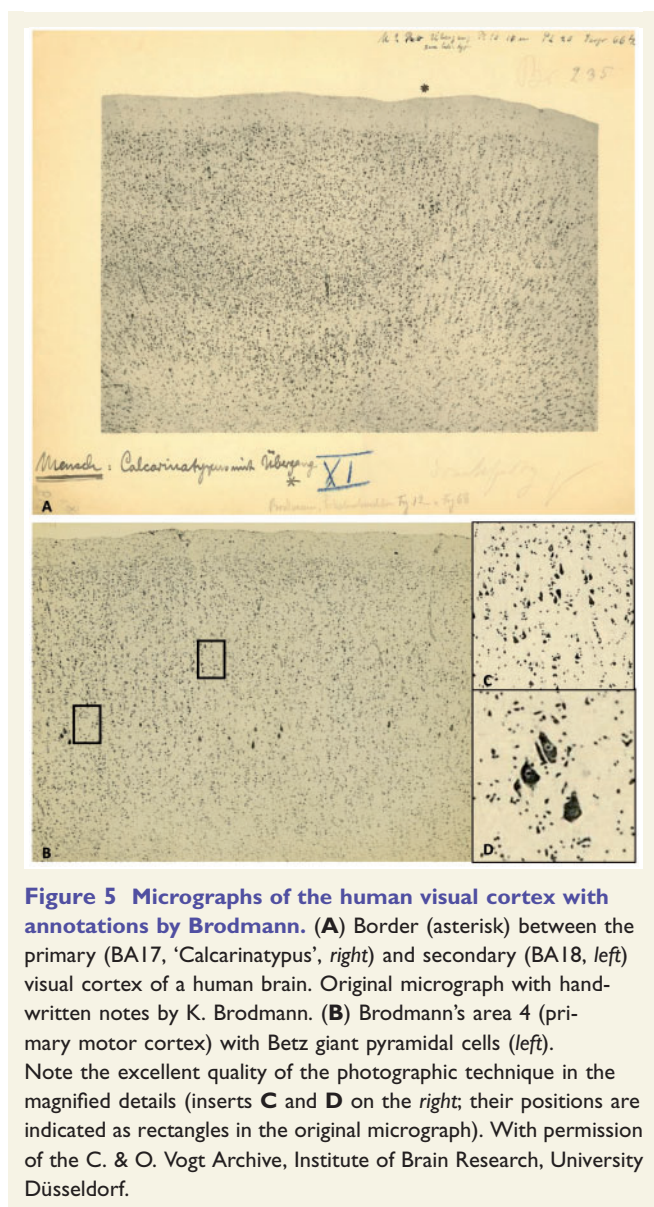 235
*
Mensch: Calcarinatypus mit Übergang XI
*
A
B
C
D
Figure 5 Micrographs of the human visual cortex with
annotations by Brodmann. (A) Border (asterisk) between the
primary (BA17, ‘Calcarinatypus’, right) and secondary (BA18, left)
visual cortex of a human brain. Original micrograph with hand-
written notes by K. Brodmann. (B) Brodmann’s area 4 (pri-
mary motor cortex) with Betz giant pyramidal cells (left).
Note the excellent quality of the photographic technique in the
magnified details (inserts C and D on the right; their positions are
indicated as rectangles in the original micrograph). With permission
of the C. & O. Vogt Archive, Institute of Brain Research, University
Düsseldorf.